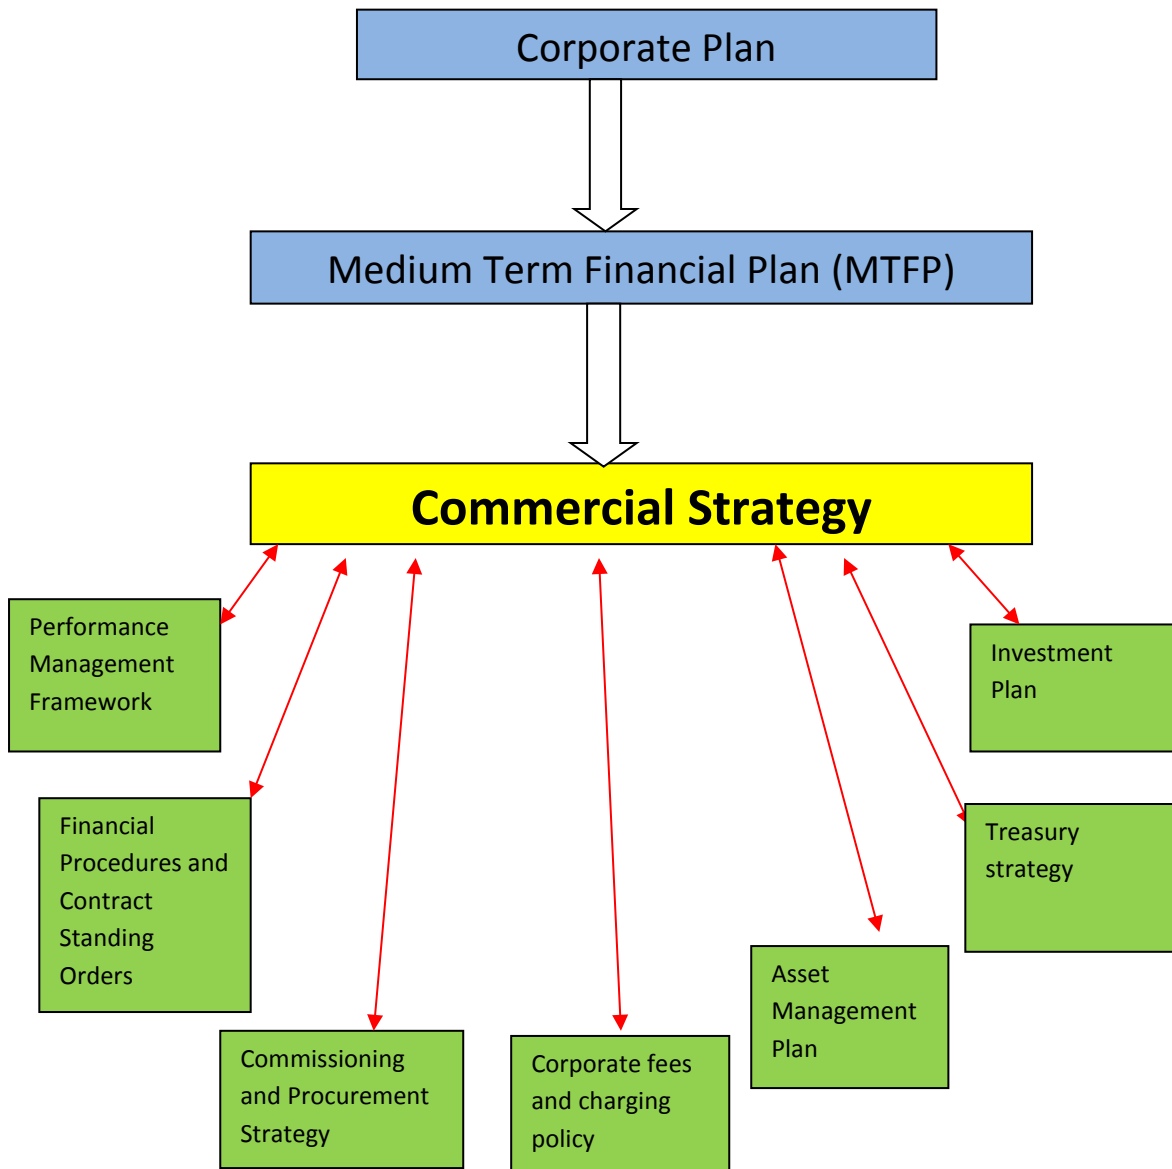 Corporate Plan
Medium Term Financial Plan (MTFP)
Commercial Strategy
Performance
Management
Framework
Investment
Plan
Financial
Procedures and
Contract
Standing
Orders
Treasury
strategy
Asset
Management
Plan
Commissioning
and Procurement
Strategy
Corporate fees
and charging
policy